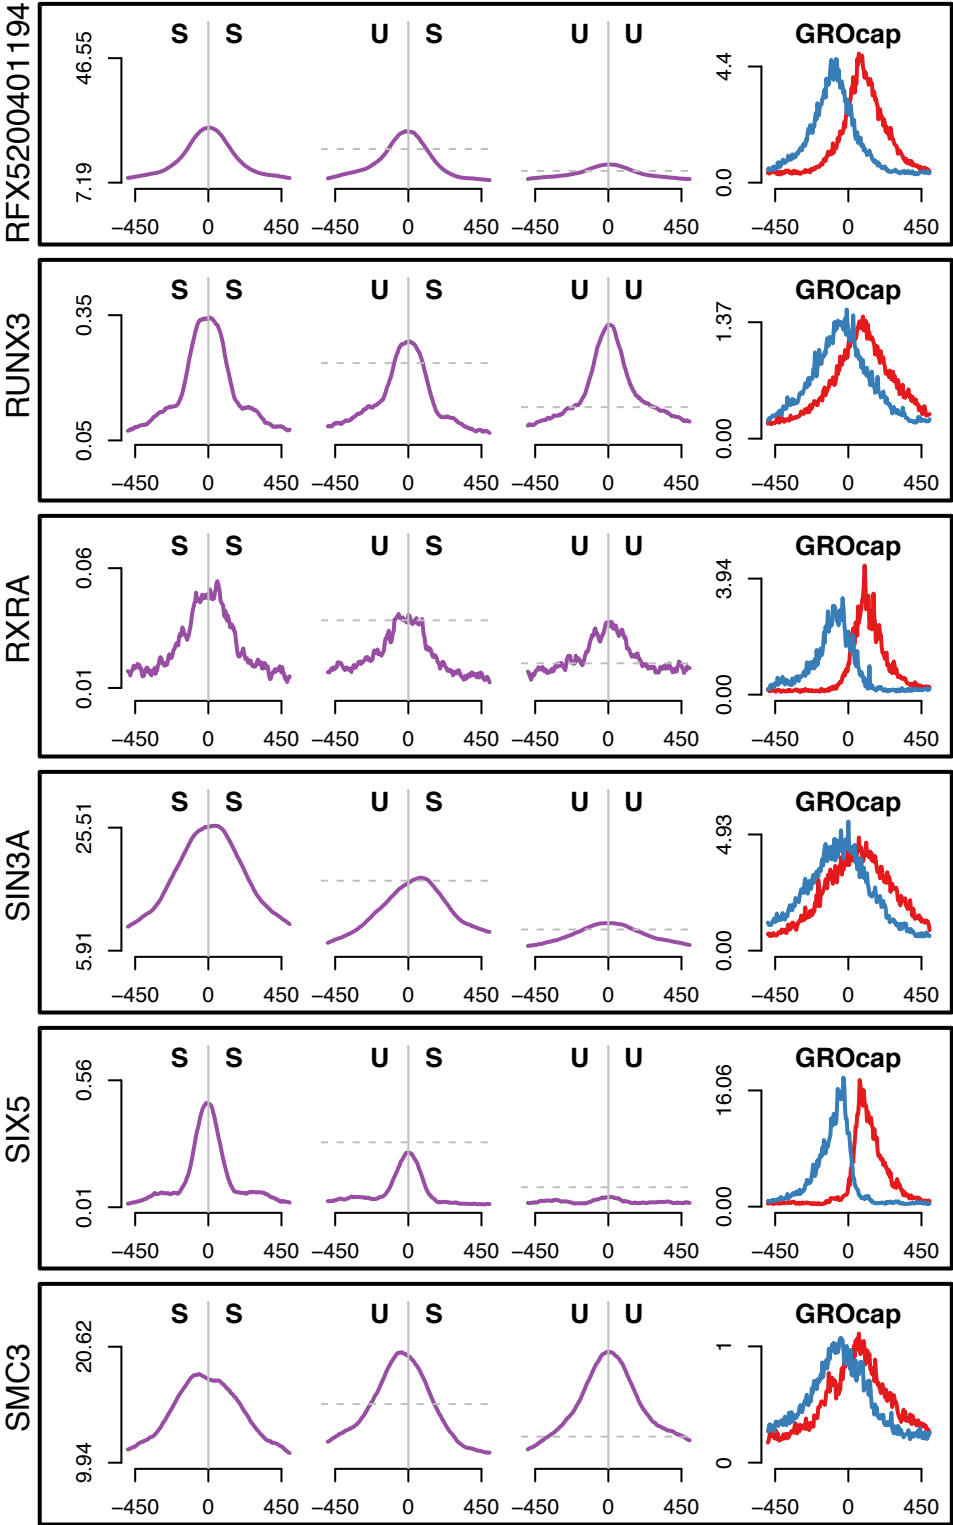 RFX5200401194
S S U S U U GROcap
46.55 4.4
7.19 0.0
−450 0 450 −450 0 450 −450 0 450 −450 0 450
RUNX3
S S U S U U GROcap
0.35 1.37
0.05 0.00
−450 0 450 −450 0 450 −450 0 450 −450 0 450
RXRA
S S U S U U GROcap
0.06 3.94
0.01 0.00
−450 0 450 −450 0 450 −450 0 450 −450 0 450
SIN3A
S S U S U U GROcap
25.51 4.93
5.91 0.00
−450 0 450 −450 0 450 −450 0 450 −450 0 450
SIX5
S S U S U U GROcap
0.56 16.06
0.01 0.00
−450 0 450 −450 0 450 −450 0 450 −450 0 450
SMC3
S S U S U U GROcap
20.62 1
9.94 0
−450 0 450 −450 0 450 −450 0 450 −450 0 450